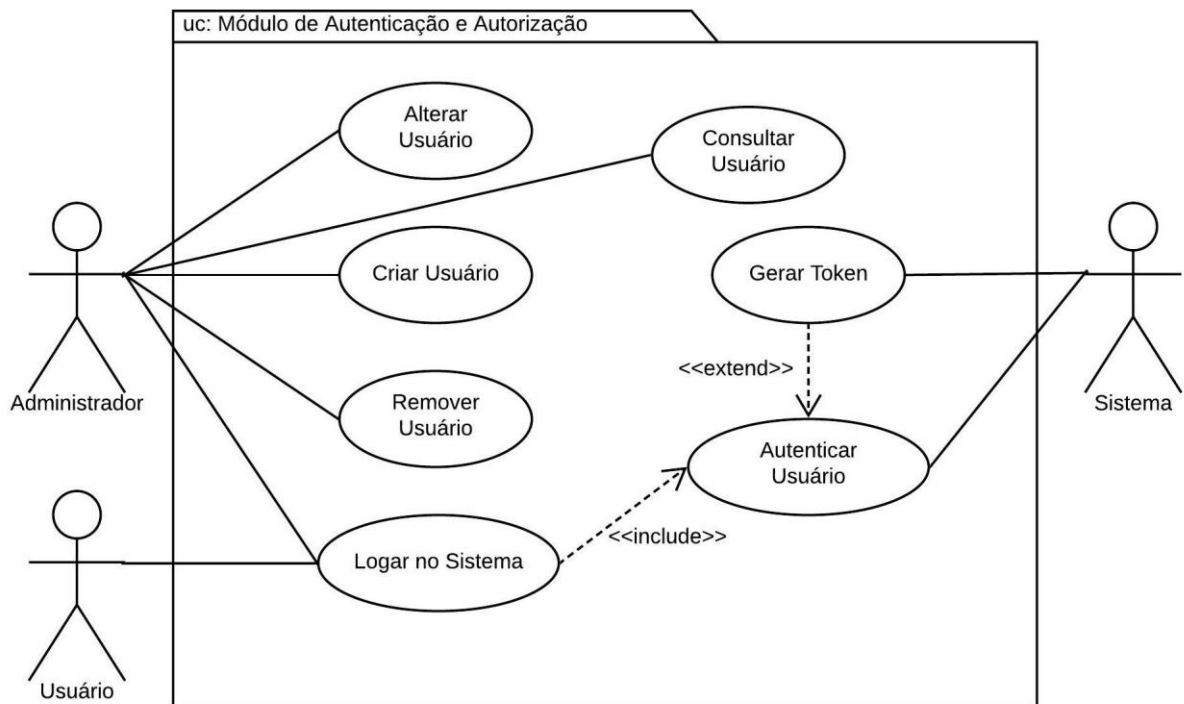 uc: Módulo de Autenticação e Autorização
Alterar
Usuário
Consultar
Usuário
Criar Usuário
Gerar Token
Administrador
<<extend>>
Sistema
Remover
Usuário
Autenticar
Usuário
<<include>>
Logar no Sistema
Usuário